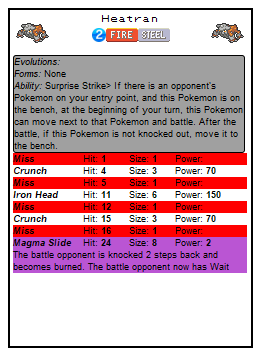 Heatran
2 FIRE STEEL
Evolutions:
Forms: None
Ability: Surprise Strike> If there is an opponent's
Pokemon on your entry point, and this Pokemon is on
the bench, at the beginning of your turn, this Pokemon
can move next to that Pokemon and battle. After the
battle, if this Pokemon is not knocked out, move it to
the bench.
Miss Hit: 1 Size: 1 Power:
Crunch Hit: 4 Size: 3 Power: 70
Miss Hit: 5 Size: 1 Power:
Iron Head Hit: 11 Size: 6 Power: 150
Miss Hit: 12 Size: 1 Power:
Crunch Hit: 15 Size: 3 Power: 70
Miss Hit: 16 Size: 1 Power:
Magma Slide Hit: 24 Size: 8 Power: 2
The battle opponent is knocked 2 steps back and
becomes burned. The battle opponent now has Wait